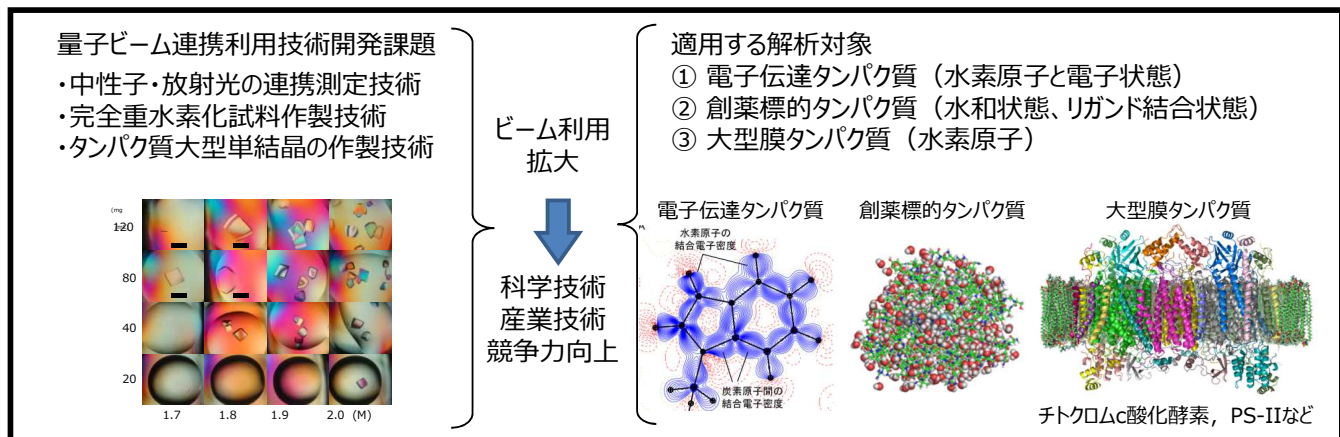 量子ビーム連携利用技術開発課題
・中性子・放射光の連携測定技術
・完全重水素化試料作製技術
・タンパク質大型単結晶の作製技術
(mg
120
80
40
20
1.7 1.8 1.9 2.0 (M)
ビーム利用
拡大
科学技術
産業技術
競争力向上
適用する解析対象
① 電子伝達タンパク質（水素原子と電子状態）
② 創薬標的タンパク質（水和状態、リガンド結合状態）
③ 大型膜タンパク質（水素原子）
電子伝達タンパク質
水素原子の
結合電子密度
炭素原子間の
結合電子密度
創薬標的タンパク質
大型膜タンパク質
チトクロムc酸化酵素，PS-IIなど